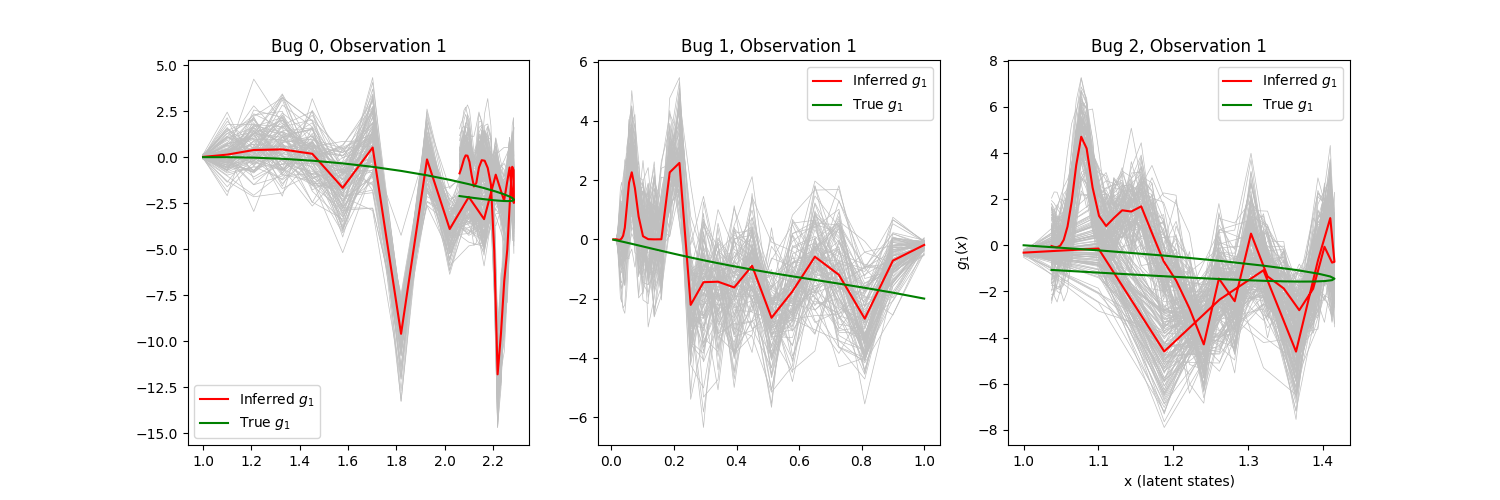 Bug 0, Observation 1
5.0
2.5
0.0
−2.5
−5.0
−7.5
−10.0
−12.5
−15.0
1.0 1.2 1.4 1.6 1.8 2.0 2.2
Inferred g₁
True g₁
Bug 1, Observation 1
6
4
2
0
−2
−4
−6
0.0 0.2 0.4 0.6 0.8 1.0
Inferred g₁
True g₁
Bug 2, Observation 1
g₁(x)
8
6
4
2
0
−2
−4
−6
−8
1.0 1.1 1.2 1.3 1.4
x (latent states)
Inferred g₁
True g₁